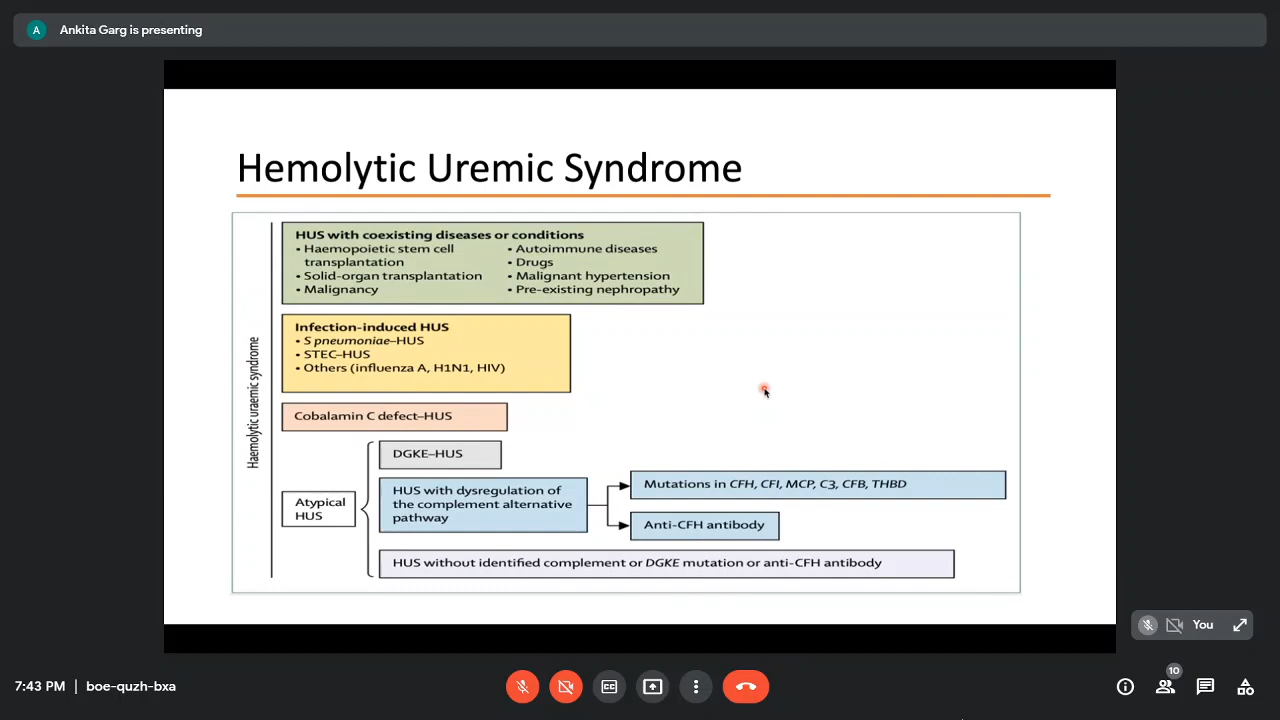 A Ankita Garg is presenting
Hemolytic Uremic Syndrome
Haemolytic uraemic syndrome
HUS with coexisting diseases or conditions
• Haemopoietic stem cell
transplantation
• Solid-organ transplantation
• Malignancy
• Autoimmune diseases
• Drugs
• Malignant hypertension
• Pre-existing nephropathy
Infection-induced HUS
• S pneumoniae–HUS
• STEC–HUS
• Others (influenza A, H1N1, HIV)
Cobalamin C defect–HUS
Atypical
HUS
DGKE–HUS
HUS with dysregulation of
the complement alternative
pathway
Mutations in CFH, CFI, MCP, C3, CFB, THBD
Anti-CFH antibody
HUS without identified complement or DGKE mutation or anti-CFH antibody
You
7:43 PM | boe-quzh-bxa
CC
10